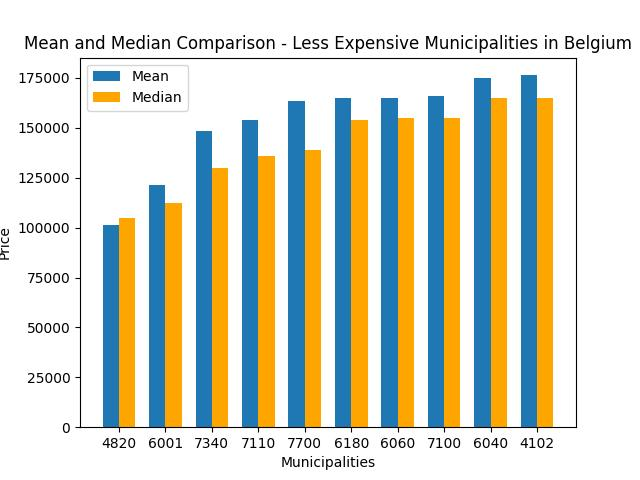 Mean and Median Comparison - Less Expensive Municipalities in Belgium
Mean
Median
175000
150000
125000
100000
75000
50000
25000
0
Price
4820 6001 7340 7110 7700 6180 6060 7100 6040 4102
Municipalities